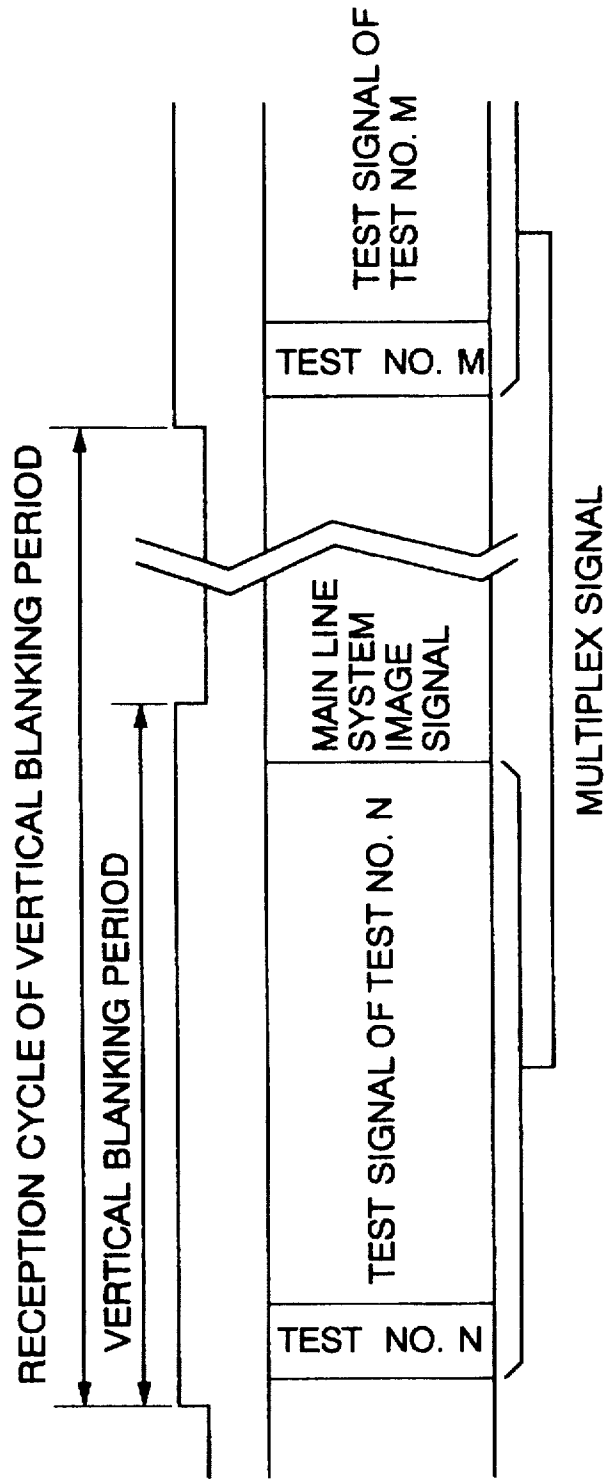 RECEPTION CYCLE OF VERTICAL BLANKING PERIOD
VERTICAL BLANKING PERIOD
TEST NO. N
TEST SIGNAL OF TEST NO. N
MAIN LINE
SYSTEM
IMAGE
SIGNAL
TEST NO. M
TEST SIGNAL OF
TEST NO. M
MULTIPLEX SIGNAL